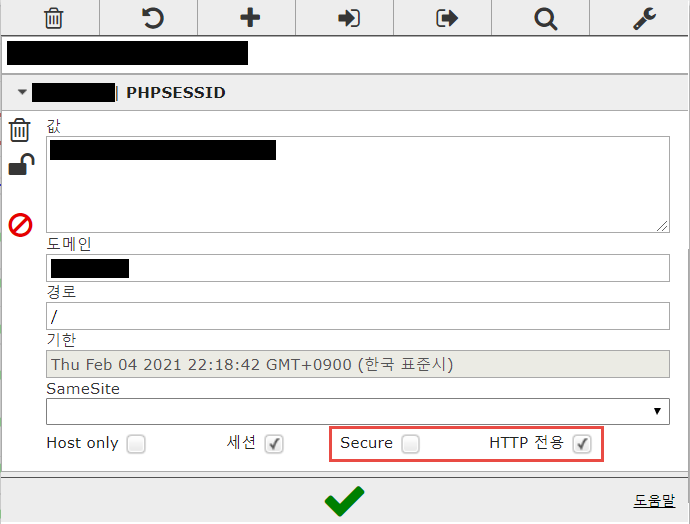 PHPSESSID
값
도메인
경로
/
기한
Thu Feb 04 2021 22:18:42 GMT+0900 (한국 표준시)
SameSite
Host only 세션 Secure HTTP 전용
도움말